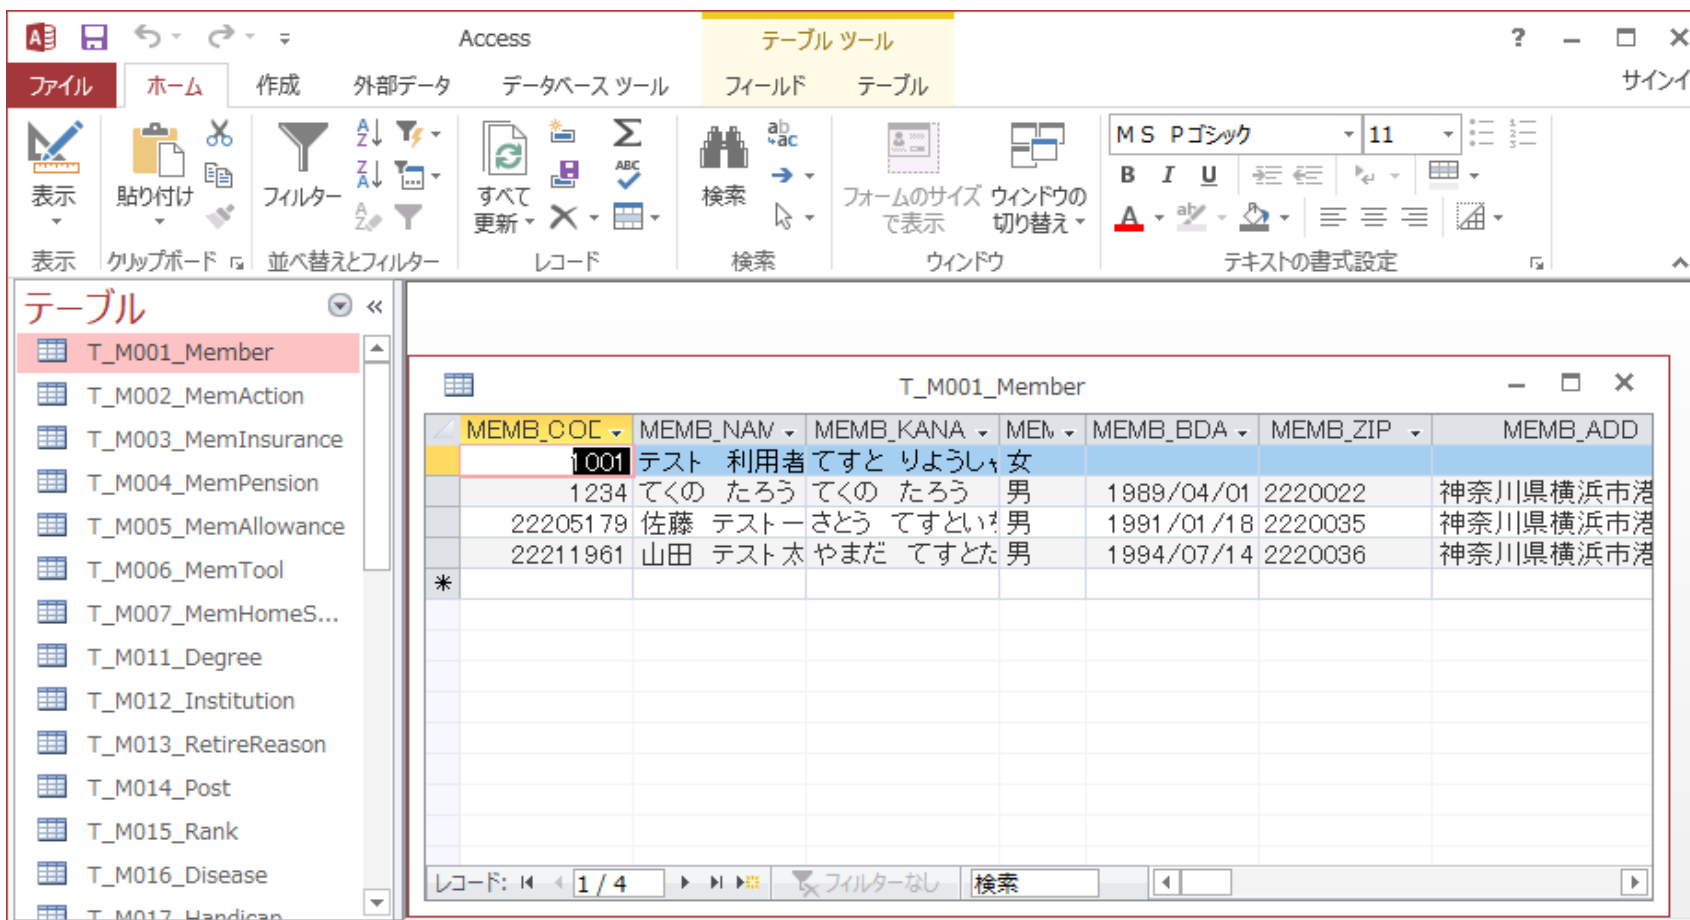 Access テーブル ツール ?
ファイル ホーム 作成 外部データ データベース ツール フィールド テーブル サインイ
MS Pゴシック 11
B I U
表示 貼り付け フィルター すべて更新 検索 フォームのサイズで表示 ウィンドウの切り替え
表示 クリップボード 並べ替えとフィルター レコード 検索 ウィンドウ テキストの書式設定
テーブル
T_M001_Member
T_M002_MemAction
T_M003_MemInsurance
T_M004_MemPension
T_M005_MemAllowance
T_M006_MemTool
T_M007_MemHomeS...
T_M011_Degree
T_M012_Institution
T_M013_RetireReason
T_M014_Post
T_M015_Rank
T_M016_Disease
T_M017_Handicap
T_M001_Member
MEMB_COD MEMB_NAM MEMB_KANA MEM MEMB_BDA MEMB_ZIP MEMB_ADD
1001 テスト 利用者 てすと りようしゃ 女
1234 てくの たろう てくの たろう 男 1989/04/01 2220022 神奈川県横浜市港
22205179 佐藤 テスト一 さとう てすといち 男 1991/01/18 2220035 神奈川県横浜市港
22211961 山田 テスト太 やまだ てすとた 男 1994/07/14 2220036 神奈川県横浜市港
レコード: 1 / 4 フィルターなし 検索